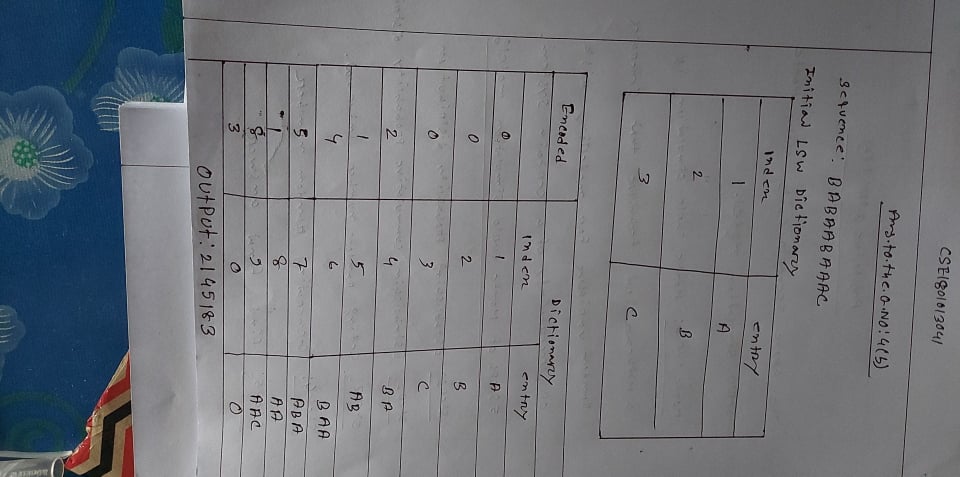 CSE1801013041
Ans.to.the.Q.NO:4(b)
Sequence: BABAABAAAC
Initial LSW Dictionary
Index entry
1 A
2 B
3 C
Encoded Dictionary
Index entry
0 1 A
0 2 B
0 3 C
2 4 BA
1 5 AB
4 6 BAA
5 7 ABA
1 8 AA
8 9 AAC
3 0 0
OUtPUt: 2145183